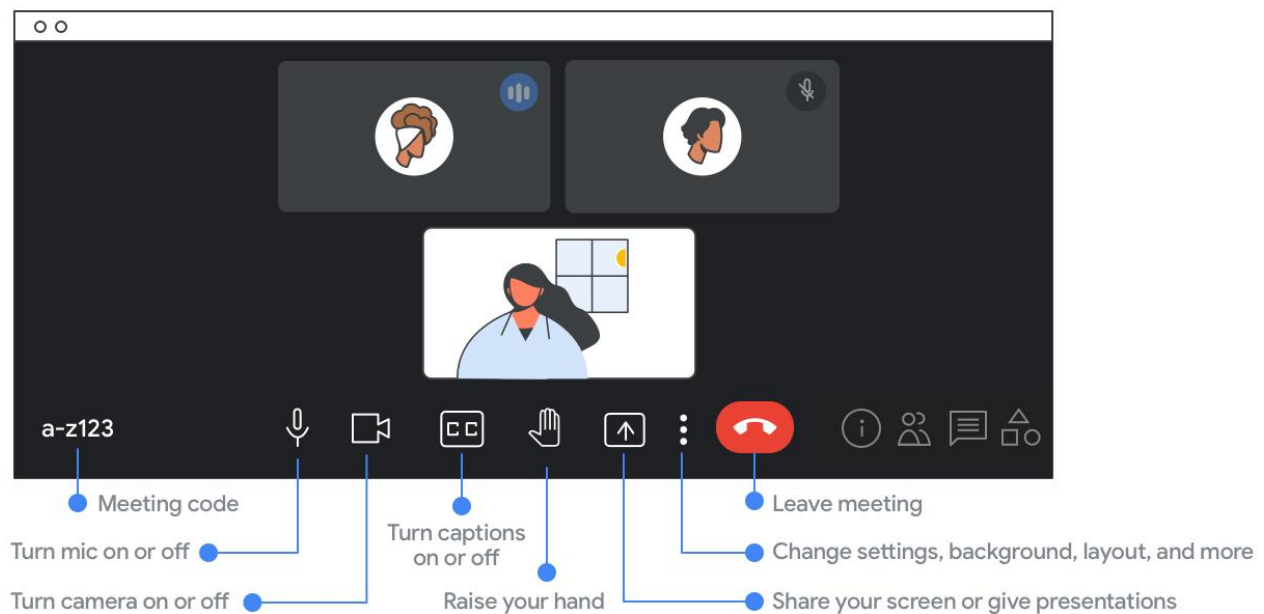 a-z123
CC
Meeting code
Leave meeting
Turn captions
on or off
Turn mic on or off
Change settings, background, layout, and more
Turn camera on or off
Raise your hand
Share your screen or give presentations